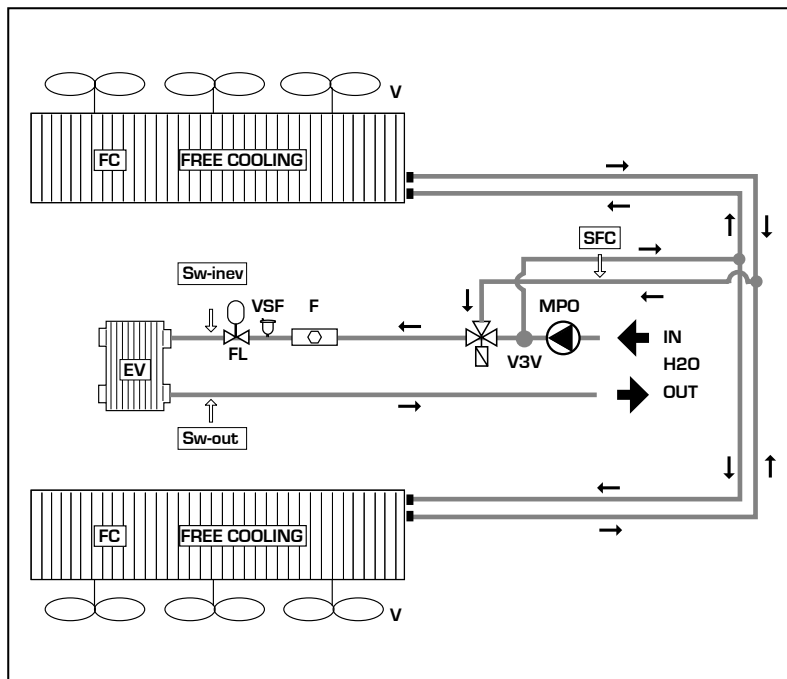 V
FC
FREE COOLING
SFC
Sw-inev
VSF
F
MPO
IN
FL
V3V
H2O
EV
OUT
Sw-out
FC
FREE COOLING
V